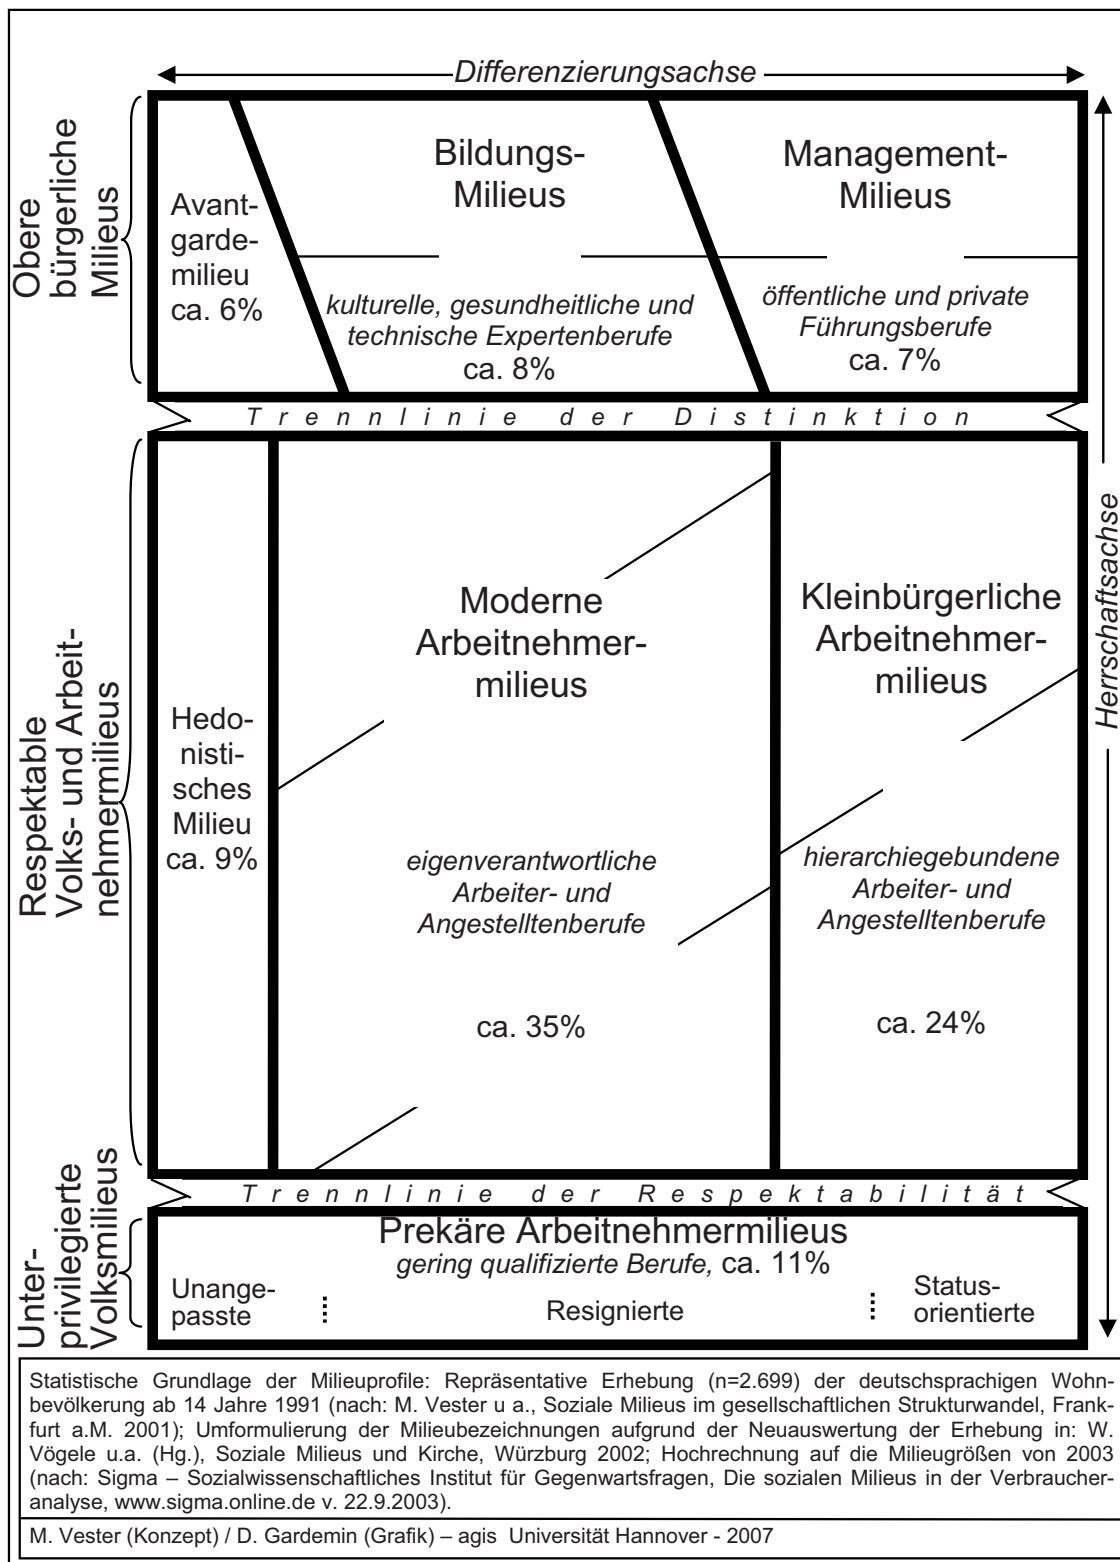 Differenzierungsachse
Obere
bürgerliche
Milieus
Avant-
garde-
milieu
ca. 6%
Bildungs-
Milieus
kulturelle, gesundheitliche und
technische Expertenberufe
ca. 8%
Management-
Milieus
öffentliche und private
Führungsberufe
ca. 7%
Trennlinie der Distinktion
Herrschaftsachse
Respektable
Volks- und Arbeit-
nehmermilieus
Hedo-
nisti-
sches
Milieu
ca. 9%
Moderne
Arbeitnehmer-
milieus
eigenverantwortliche
Arbeiter- und
Angestelltenberufe
ca. 35%
Kleinbürgerliche
Arbeitnehmer-
milieus
hierarchiegebundene
Arbeiter- und
Angestelltenberufe
ca. 24%
Trennlinie der Respektabilität
Unter-
privilegierte
Volksmilieus
Prekäre Arbeitnehmermilieus
gering qualifizierte Berufe, ca. 11%
Unange-
passte
Resignierte
Status-
orientierte
Statistische Grundlage der Milieuprofile: Repräsentative Erhebung (n=2.699) der deutschsprachigen Wohn-
bevölkerung ab 14 Jahre 1991 (nach: M. Vester u a., Soziale Milieus im gesellschaftlichen Strukturwandel, Frank-
furt a.M. 2001); Umformulierung der Milieubezeichnungen aufgrund der Neuauswertung der Erhebung in: W.
Vögele u.a. (Hg.), Soziale Milieus und Kirche, Würzburg 2002; Hochrechnung auf die Milieugrößen von 2003
(nach: Sigma – Sozialwissenschaftliches Institut für Gegenwartsfragen, Die sozialen Milieus in der Verbraucher-
analyse, www.sigma.online.de v. 22.9.2003).
M. Vester (Konzept) / D. Gardemin (Grafik) – agis Universität Hannover - 2007